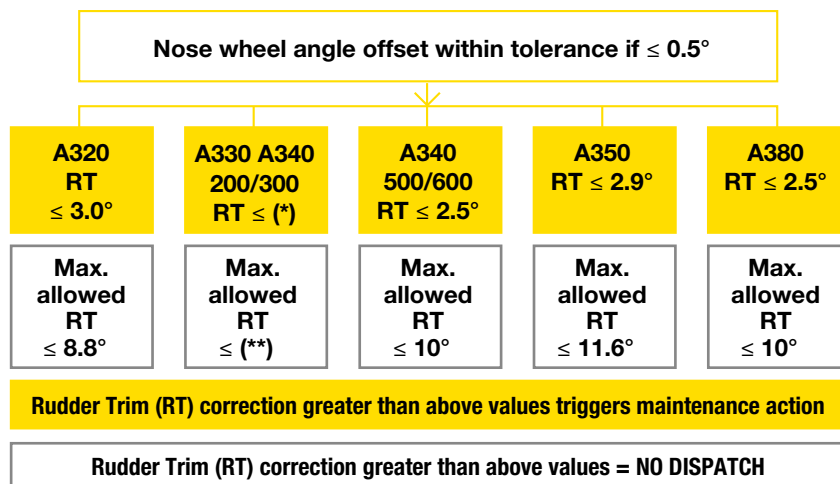 Nose wheel angle offset within tolerance if ≤ 0.5°
A320
RT
≤ 3.0°
A330 A340
200/300
RT ≤ (*)
A340
500/600
RT ≤ 2.5°
A350
RT ≤ 2.9°
A380
RT ≤ 2.5°
Max.
allowed
RT
≤ 8.8°
Max.
allowed
RT
≤ (**)
Max.
allowed
RT
≤ 10°
Max.
allowed
RT
≤ 11.6°
Max.
allowed
RT
≤ 10°
Rudder Trim (RT) correction greater than above values triggers maintenance action
Rudder Trim (RT) correction greater than above values = NO DISPATCH